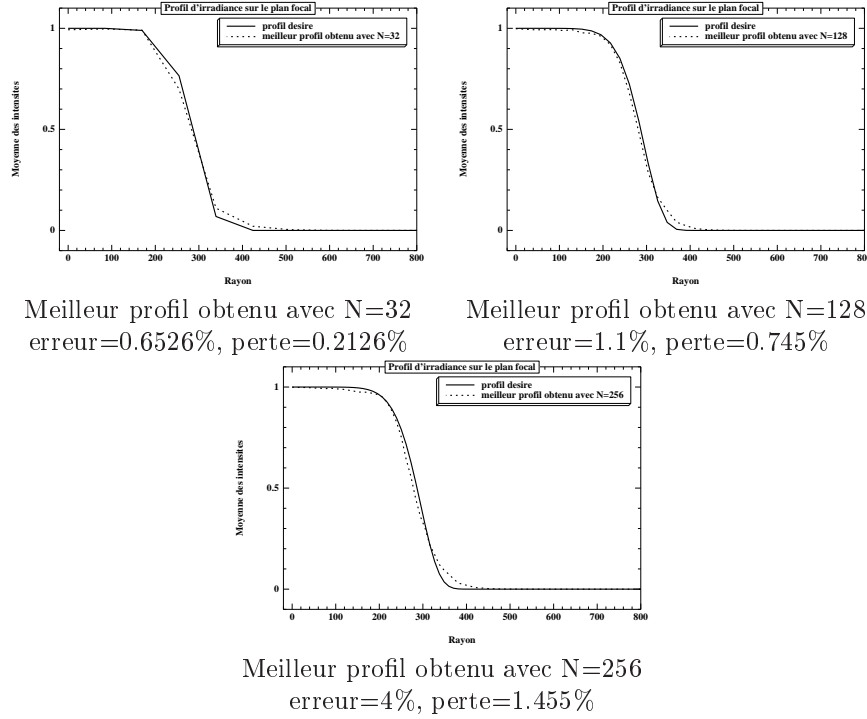 Profil d'irradiance sur le plan focal
profil desire
meilleur profil obtenu avec N=32
Moyenne des intensites
1
0.5
0
0 100 200 300 400 500 600 700 800
Rayon
Meilleur profil obtenu avec N=32
erreur=0.6526%, perte=0.2126%
Profil d'irradiance sur le plan focal
profil desire
meilleur profil obtenu avec N=128
Moyenne des intensites
1
0.5
0
0 100 200 300 400 500 600 700 800
Rayon
Meilleur profil obtenu avec N=128
erreur=1.1%, perte=0.745%
Profil d'irradiance sur le plan focal
profil desire
meilleur profil obtenu avec N=256
Moyenne des intensites
1
0.5
0
0 100 200 300 400 500 600 700 800
Rayon
Meilleur profil obtenu avec N=256
erreur=4%, perte=1.455%